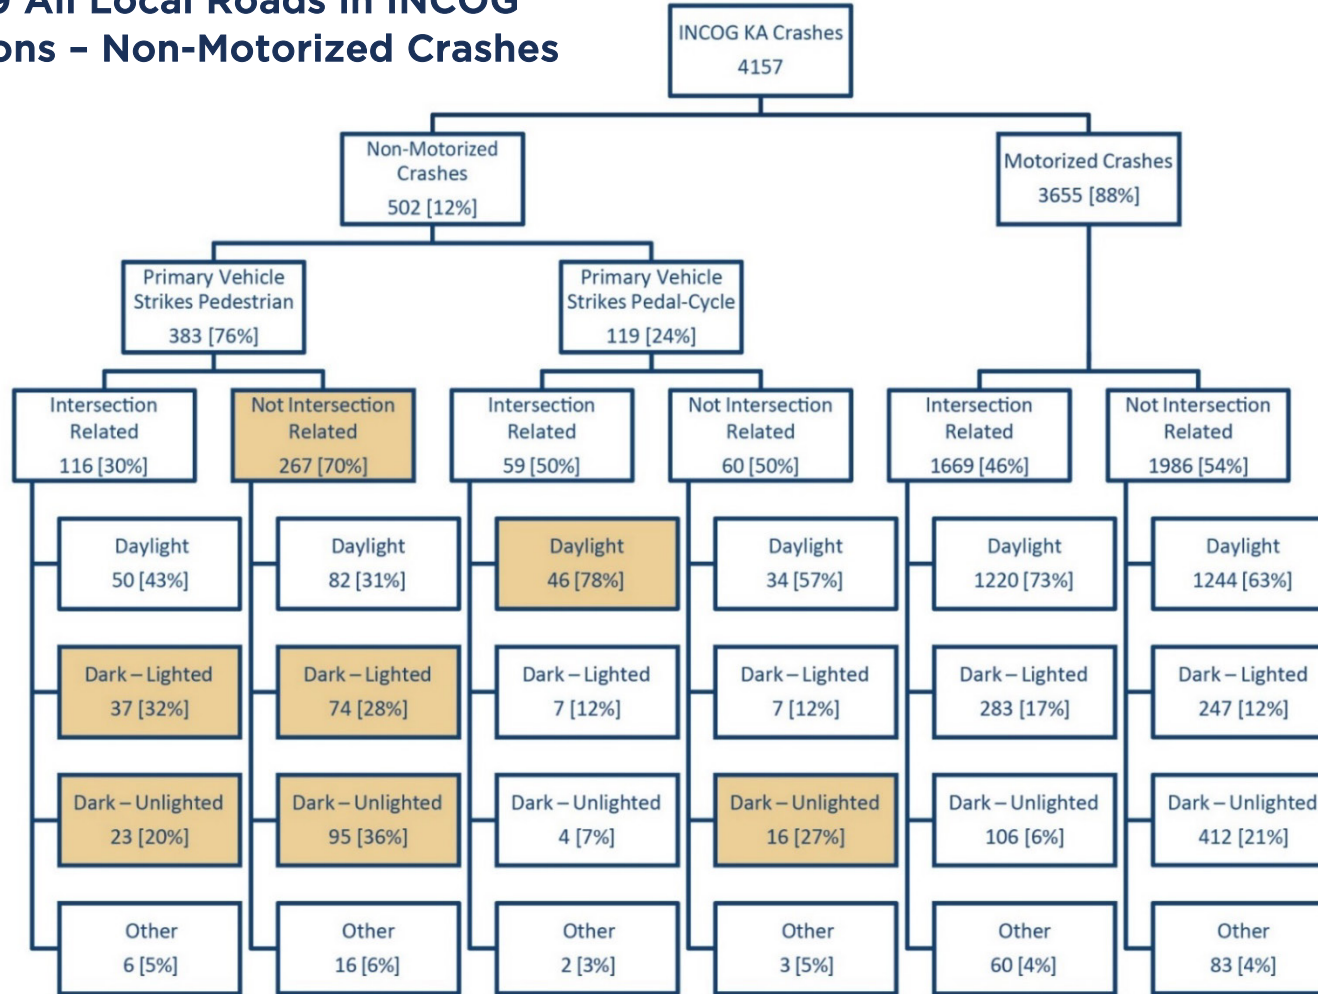 All Local Roads in INCOG
– Non-Motorized Crashes
INCOG KA Crashes
4157
Non-Motorized
Crashes
502 [12%]
Motorized Crashes
3655 [88%]
Primary Vehicle
Strikes Pedestrian
383 [76%]
Primary Vehicle
Strikes Pedal-Cycle
119 [24%]
Intersection
Related
116 [30%]
Not Intersection
Related
267 [70%]
Intersection
Related
59 [50%]
Not Intersection
Related
60 [50%]
Intersection
Related
1669 [46%]
Not Intersection
Related
1986 [54%]
Daylight
50 [43%]
Daylight
82 [31%]
Daylight
46 [78%]
Daylight
34 [57%]
Daylight
1220 [73%]
Daylight
1244 [63%]
Dark – Lighted
37 [32%]
Dark – Lighted
74 [28%]
Dark – Lighted
7 [12%]
Dark – Lighted
7 [12%]
Dark – Lighted
283 [17%]
Dark – Lighted
247 [12%]
Dark – Unlighted
23 [20%]
Dark – Unlighted
95 [36%]
Dark – Unlighted
4 [7%]
Dark – Unlighted
16 [27%]
Dark – Unlighted
106 [6%]
Dark – Unlighted
412 [21%]
Other
6 [5%]
Other
16 [6%]
Other
2 [3%]
Other
3 [5%]
Other
60 [4%]
Other
83 [4%]